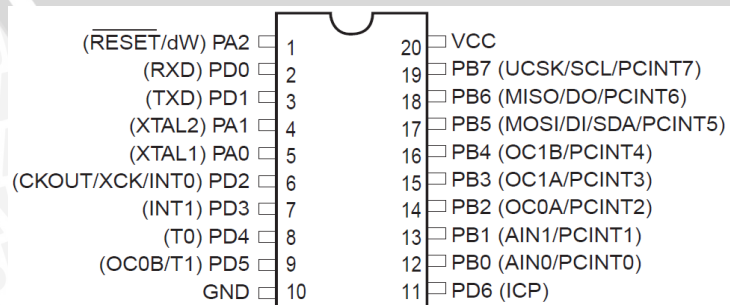 (RESET/dW) PA2 1 20 VCC
(RXD) PD0 2 19 PB7 (UCSK/SCL/PCINT7)
(TXD) PD1 3 18 PB6 (MISO/DO/PCINT6)
(XTAL2) PA1 4 17 PB5 (MOSI/DI/SDA/PCINT5)
(XTAL1) PA0 5 16 PB4 (OC1B/PCINT4)
(CKOUT/XCK/INT0) PD2 6 15 PB3 (OC1A/PCINT3)
(INT1) PD3 7 14 PB2 (OC0A/PCINT2)
(T0) PD4 8 13 PB1 (AIN1/PCINT1)
(OC0B/T1) PD5 9 12 PB0 (AIN0/PCINT0)
GND 10 11 PD6 (ICP)